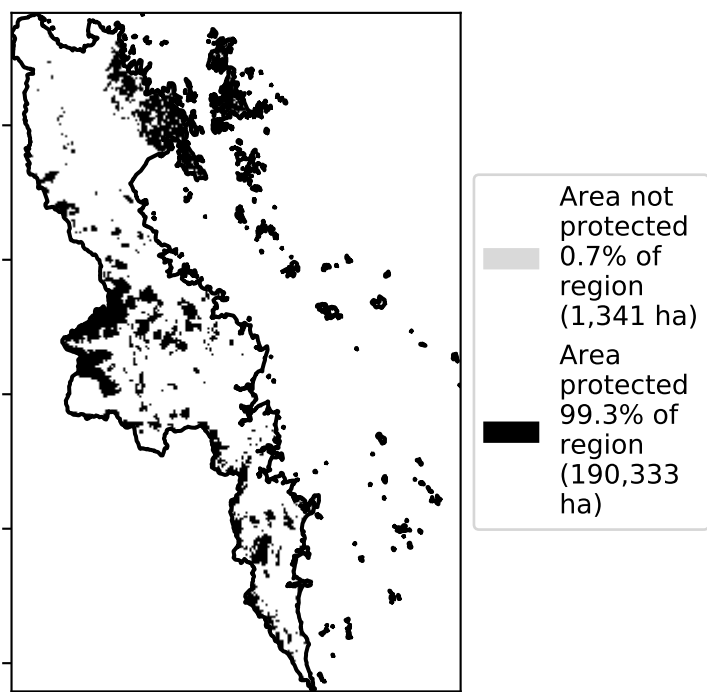 Area not
protected
0.7% of
region
(1,341 ha)
Area
protected
99.3% of
region
(190,333
ha)